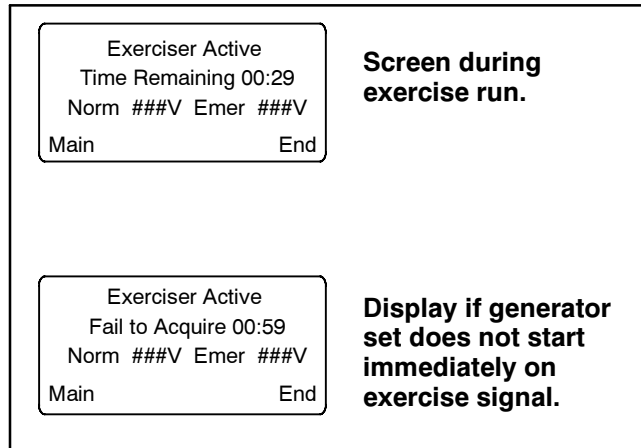 Exerciser Active
Time Remaining 00:29
Norm ###V Emer ###V
Main End
Screen during
exercise run.
Exerciser Active
Fail to Acquire 00:59
Norm ###V Emer ###V
Main End
Display if generator
set does not start
immediately on
exercise signal.